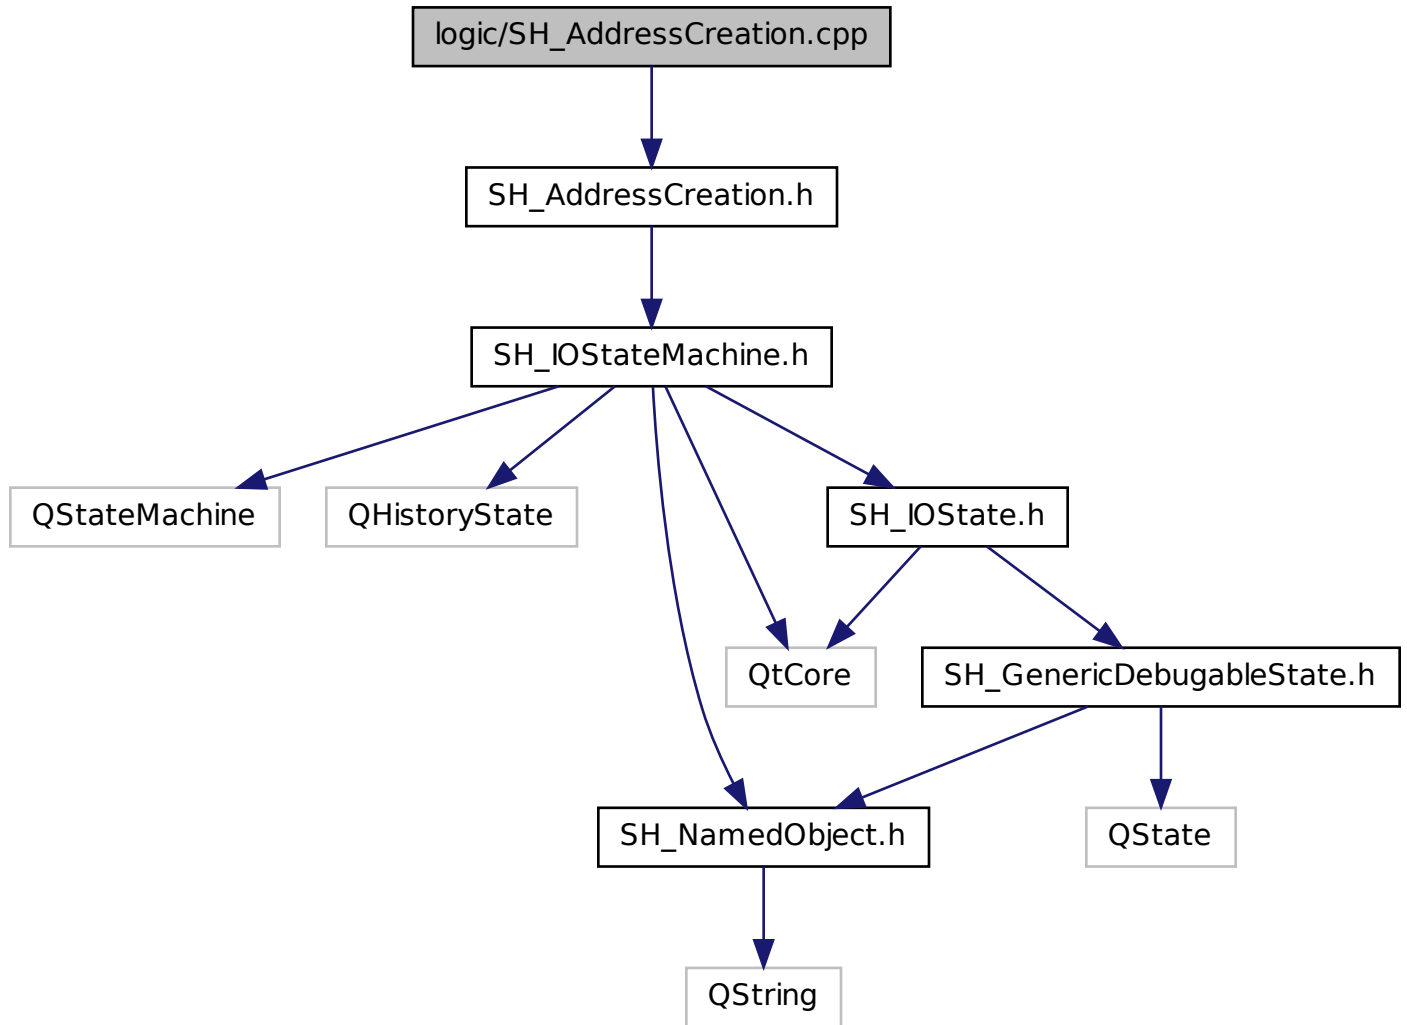 logic/SH_AddressCreation.cpp
SH_AddressCreation.h
SH_IOStateMachine.h
QStateMachine
QHistoryState
SH_IOState.h
QtCore
SH_GenericDebugableState.h
SH_NamedObject.h
QState
QString